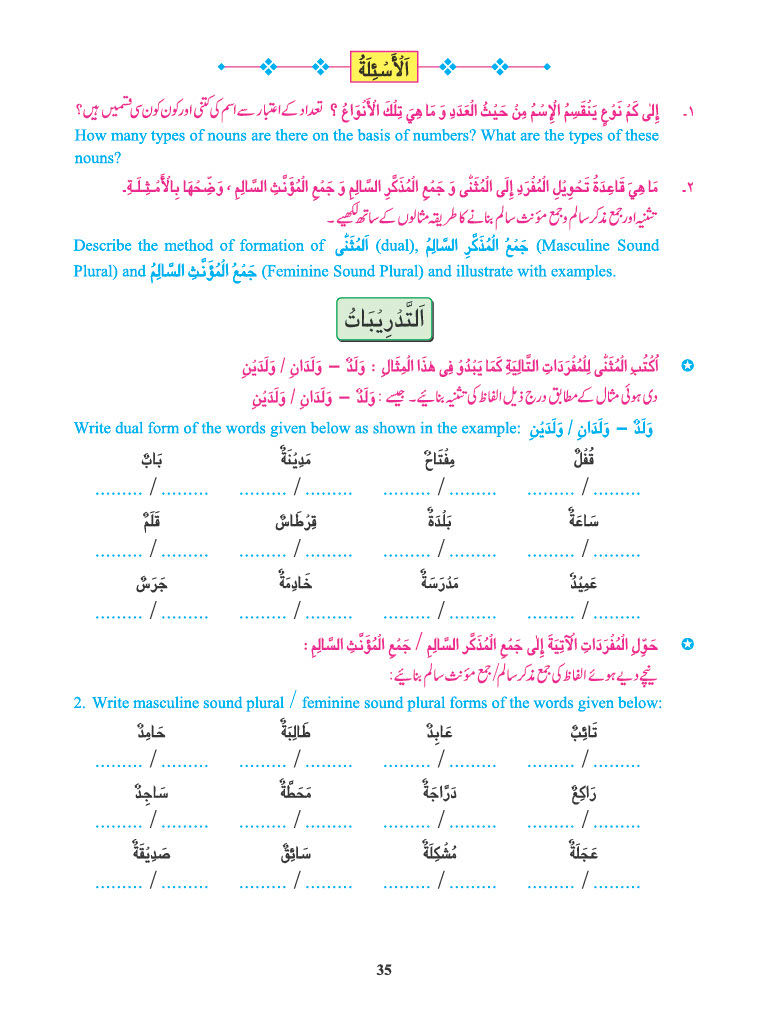 اَلْأَسْئِلَةُ
١۔ إِلٰى كَمْ نَوْعٍ يَنْقَسِمُ الْإِسْمُ مِنْ حَيْثُ الْعَدَدِ وَ مَا هِيَ تِلْكَ الْأَنْوَاعُ ؟ تعداد کے اعتبار سے اسم کی کتنی اور کون کون سی قسمیں ہیں؟
How many types of nouns are there on the basis of numbers? What are the types of these
nouns?
٢۔ مَا هِيَ قَاعِدَةُ تَحْوِيْلِ الْمُفْرَدِ إِلَى الْمُثَنّٰى وَ جَمْعِ الْمُذَكَّرِ السَّالِمِ وَ جَمْعِ الْمُؤَنَّثِ السَّالِمِ ، وَضِّحْهَا بِالْأَمْثِلَةِ۔
تثنیہ اور جمع مذکر سالم و جمع مؤنث سالم بنانے کا طریقہ مثالوں کے ساتھ لکھیے۔
Describe the method of formation of اَلْمُثَنّٰى (dual), جَمْعُ الْمُذَكَّرِ السَّالِمُ (Masculine Sound
Plural) and جَمْعُ الْمُؤَنَّثِ السَّالِمُ (Feminine Sound Plural) and illustrate with examples.
اَلتَّدْرِيْبَاتُ
اُكْتُبِ الْمُثَنّٰى لِلْمُفْرَدَاتِ التَّالِيَةِ كَمَا يَبْدُوْ فِى هٰذَا الْمِثَالِ : وَلَدٌ – وَلَدَانِ / وَلَدَيْنِ
دی ہوئی مثال کے مطابق درج ذیل الفاظ کی تثنیہ بنائیے۔ جیسے : وَلَدٌ – وَلَدَانِ / وَلَدَيْنِ
Write dual form of the words given below as shown in the example: وَلَدٌ – وَلَدَانِ / وَلَدَيْنِ
قُفْلٌ مِفْتَاحٌ مَدِيْنَةٌ بَابٌ
......... / ......... ......... / ......... ......... / ......... ......... / .........
سَاعَةٌ بَلْدَةٌ قِرْطَاسٌ قَلَمٌ
......... / ......... ......... / ......... ......... / ......... ......... / .........
عَمِيْدٌ مَدْرَسَةٌ خَادِمَةٌ جَرَسٌ
......... / ......... ......... / ......... ......... / ......... ......... / .........
حَوِّلِ الْمُفْرَدَاتِ الْآتِيَةَ إِلٰى جَمْعِ الْمُذَكَّرِ السَّالِمِ / جَمْعِ الْمُؤَنَّثِ السَّالِمِ :
نیچے دیے ہوئے الفاظ کی جمع مذکر سالم/جمع مؤنث سالم بنائیے:
2. Write masculine sound plural / feminine sound plural forms of the words given below:
تَائِبٌ عَابِدٌ طَالِبَةٌ حَامِدٌ
......... / ......... ......... / ......... ......... / ......... ......... / .........
رَاكِعٌ دَرَّاجَةٌ مَحَطَّةٌ سَاجِدٌ
......... / ......... ......... / ......... ......... / ......... ......... / .........
عَجَلَةٌ مُشْكِلَةٌ سَائِقٌ صَدِيْقَةٌ
......... / ......... ......... / ......... ......... / ......... ......... / .........
35